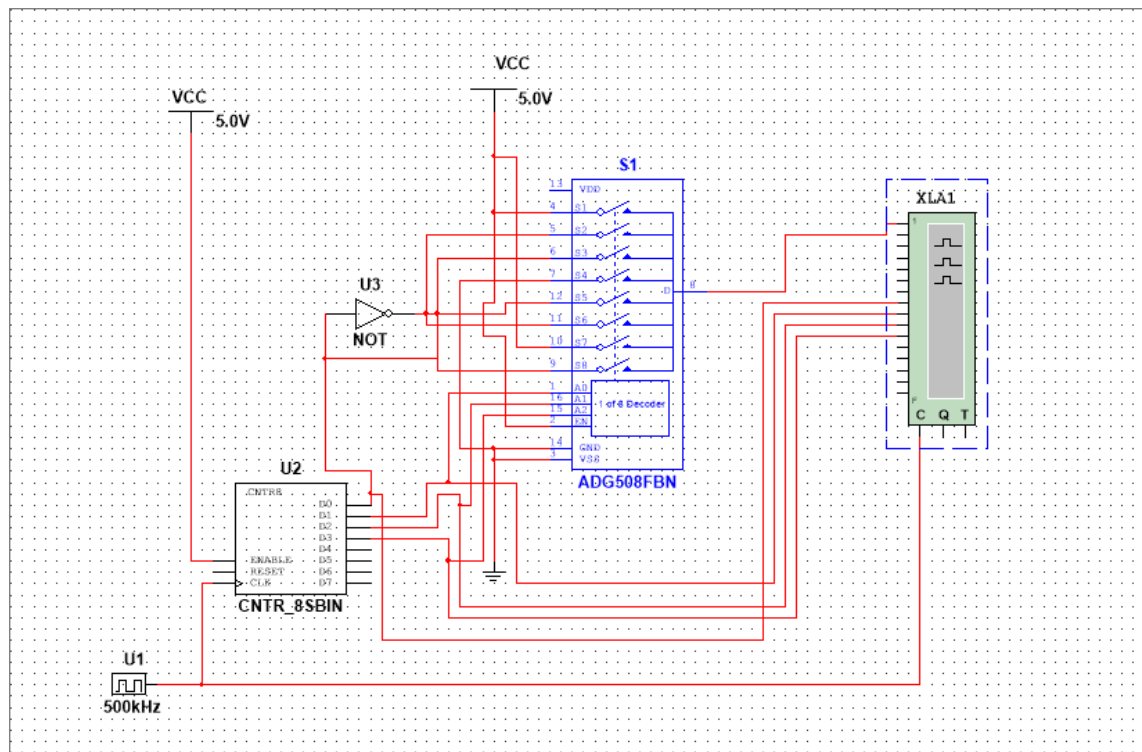 VCC
5.0V
VCC
5.0V
S1
13 VDD
4 S1
5 S2
6 S3
7 S4
12 S5
11 S6
10 S7
9 S8
D 8
1 A0
16 A1
15 A2
2 EN
1 of 8 Decoder
14 GND
3 VSS
ADG508FBN
XLA1
1
F
C Q T
U3
NOT
U2
CNTR8
D0
D1
D2
D3
D4
ENABLE D5
RESET D6
CLK D7
CNTR_8SBIN
U1
500kHz